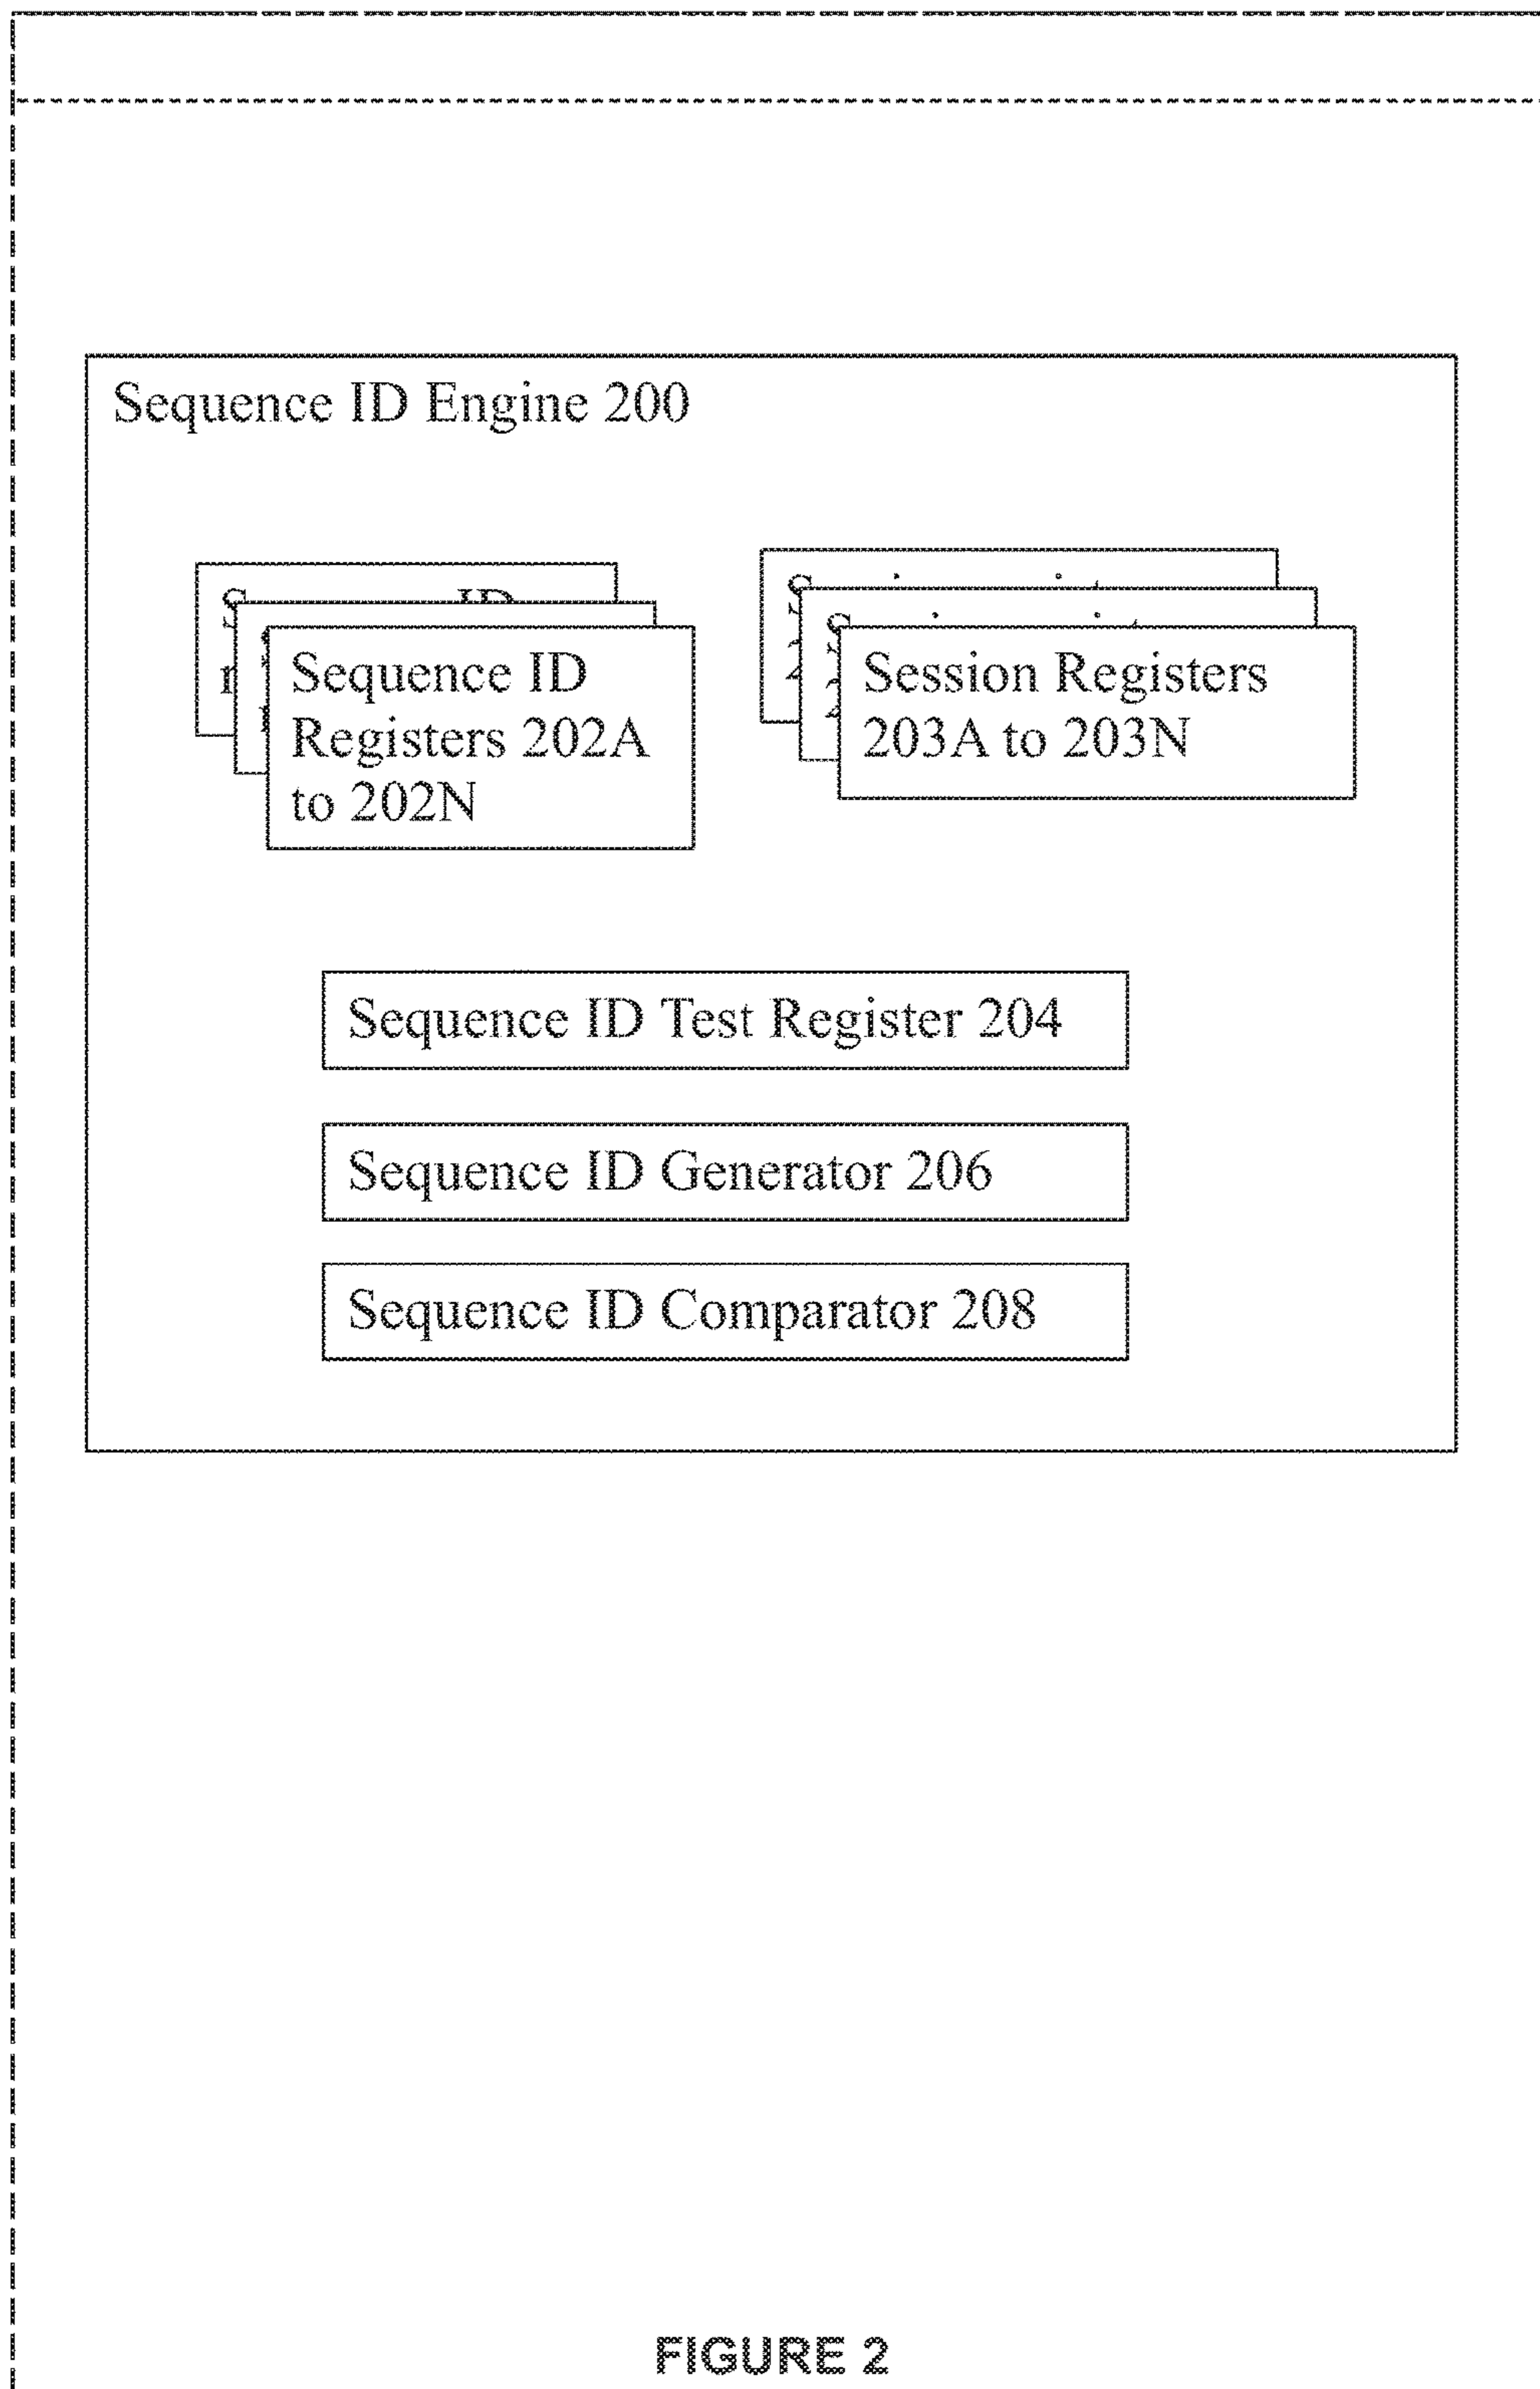 Sequence ID Engine 200
Sequence ID
Registers 202A
to 202N
Session Registers
203A to 203N
Sequence ID Test Register 204
Sequence ID Generator 206
Sequence ID Comparator 208
FIGURE 2